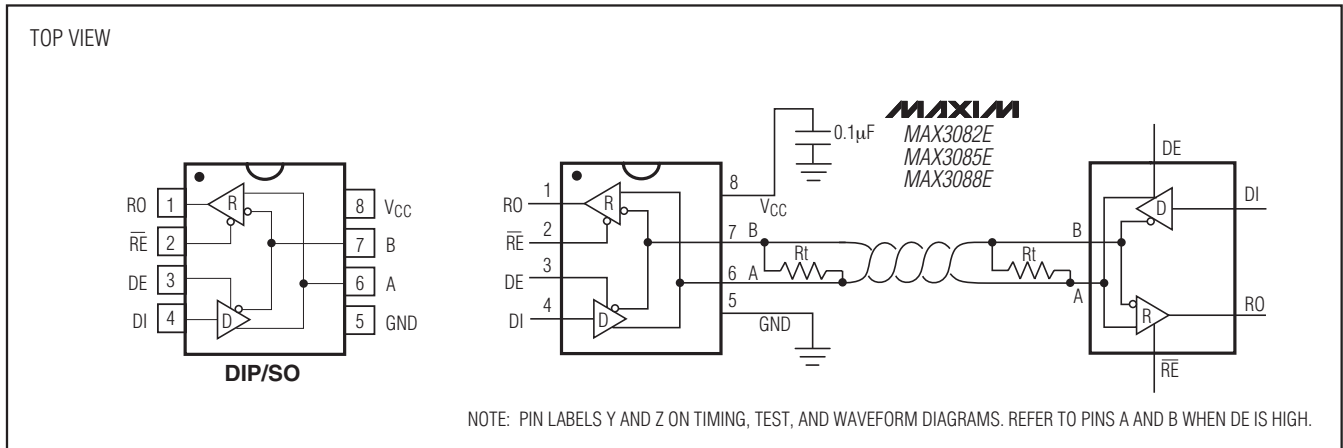 TOP VIEW
RO 1
R
8 VCC
RE 2
7 B
DE 3
6 A
DI 4
D
5 GND
DIP/SO
0.1μF
MAXIM
MAX3082E
MAX3085E
MAX3088E
RO 1
R
8
VCC
RE 2
7 B
Rt
DE 3
6 A
DI 4
D
5
GND
DE
D
DI
B
Rt
A
R
RO
RE
NOTE: PIN LABELS Y AND Z ON TIMING, TEST, AND WAVEFORM DIAGRAMS. REFER TO PINS A AND B WHEN DE IS HIGH.